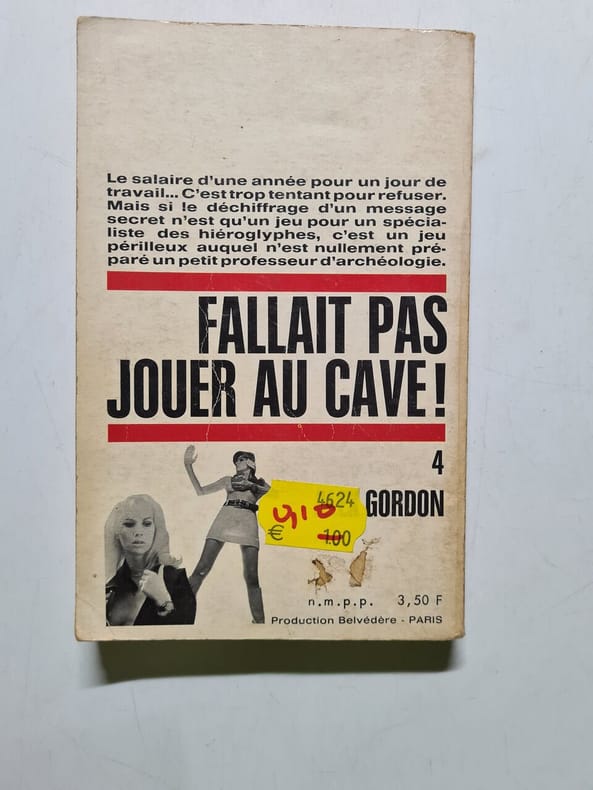 Le salaire d'une année pour un jour de
travail... C'est trop tentant pour refuser.
Mais si le déchiffrage d'un message
secret n'est qu'un jeu pour un spécia-
liste des hiéroglyphes, c'est un jeu
périlleux auquel n'est nullement pré-
paré un petit professeur d'archéologie.
FALLAIT PAS
JOUER AU CAVE!
4
4624
GORDON
€ 1.00
n.m.p.p. 3,50 F
Production Belvédère - PARIS